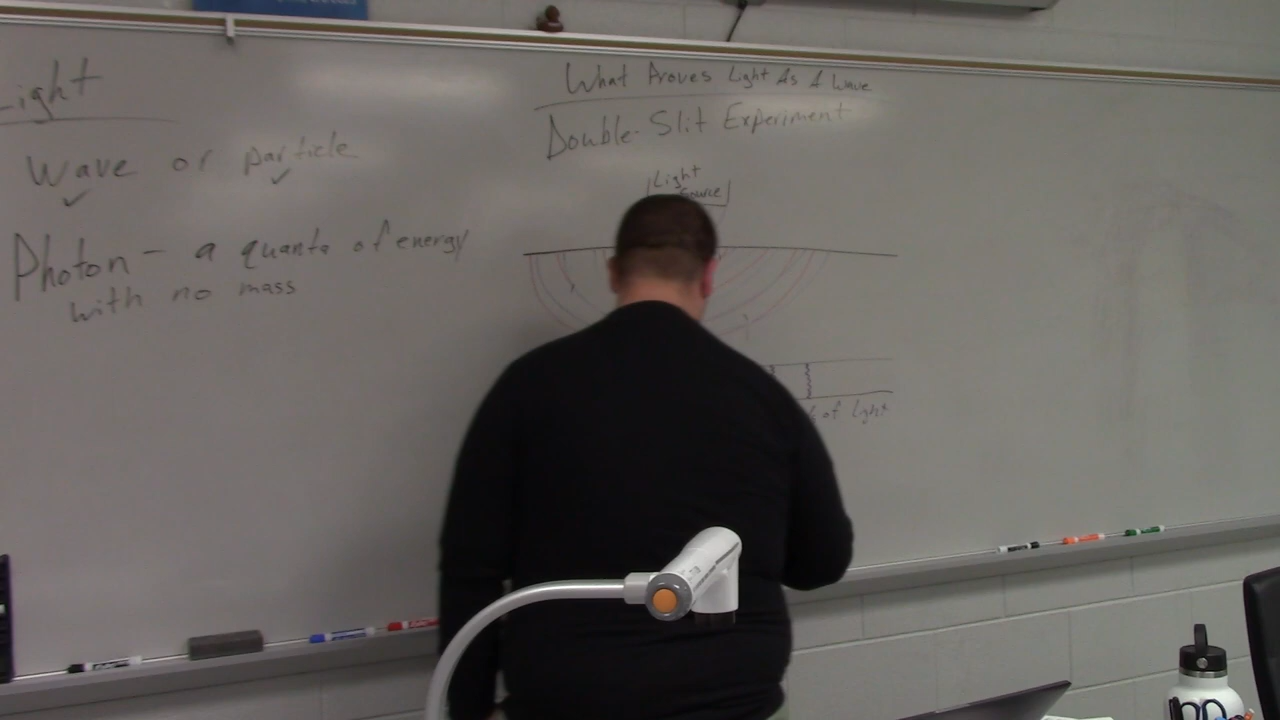 Light
Wave or particle
Photon - a quanta of energy
with no mass
What Proves Light As A Wave
Double-Slit Experiment
Light
Source
of Light